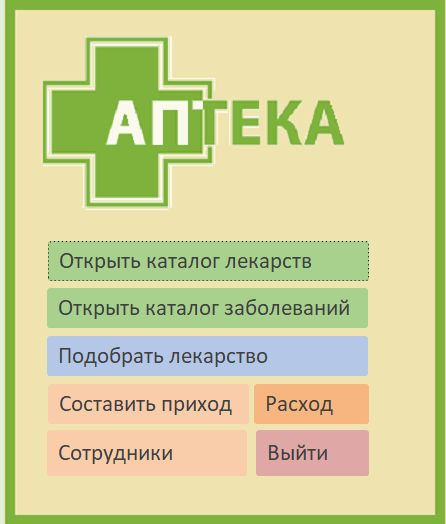 АПТЕКА
Открыть каталог лекарств
Открыть каталог заболеваний
Подобрать лекарство
Составить приход
Расход
Сотрудники
Выйти